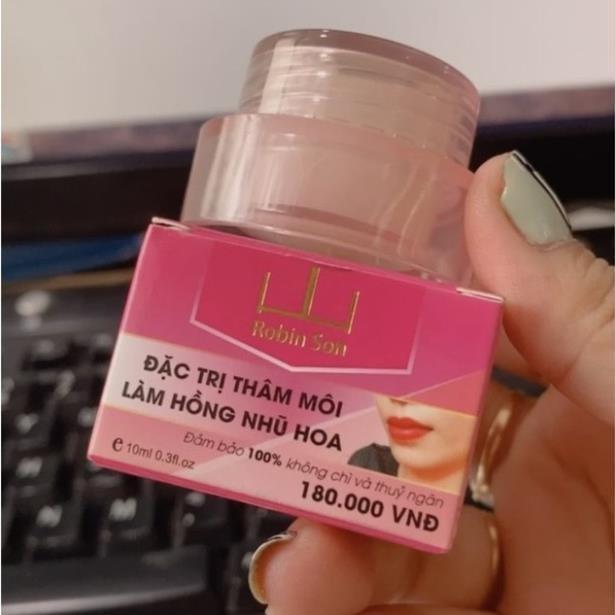 Robin Son
ĐẶC TRỊ THÂM MÔI
LÀM HỒNG NHŨ HOA
Đảm bảo 100% không chì và thuỷ ngân
e 10ml 0.3fl.oz
180.000 VNĐ